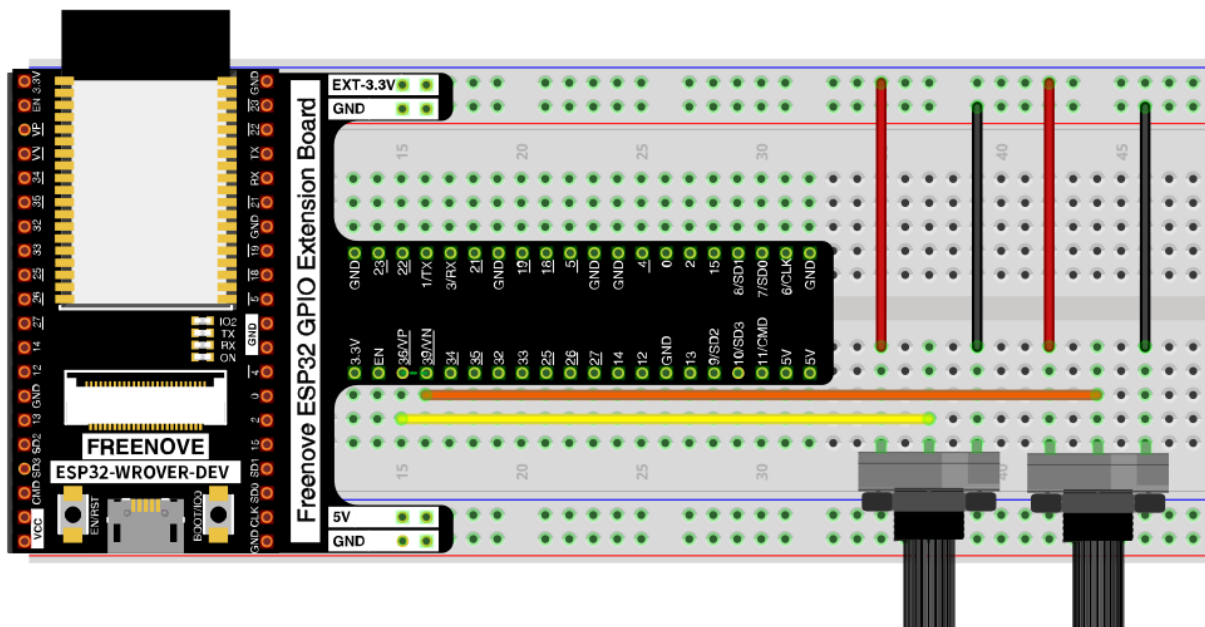 3.3V
EN
VP
VN
34
35
32
33
25
26
27
14
12
GND
13
SD2
SD3
CMD
VCC
GND
23
22
TX
RX
21
GND
19
18
5
GND
4
0
2
15
SD1
SD0
CLK
GND
IO2
TX
RX
ON
FREENOVE
ESP32-WROVER-DEV
EN/RST
BOOT/IO0
Freenove ESP32 GPIO Extension Board
EXT-3.3V
GND
15 20 25 30 40 45
GND 23 22 1/TX 3/RX 21 GND 19 18 5 GND GND 4 0 2 15 8/SD1 7/SD0 6/CLK GND
3.3V EN 36/VP 39/VN 34 35 32 33 25 26 27 14 12 GND 13 9/SD2 10/SD3 11/CMD 5V 5V
15 20 25 30 40
5V
GND